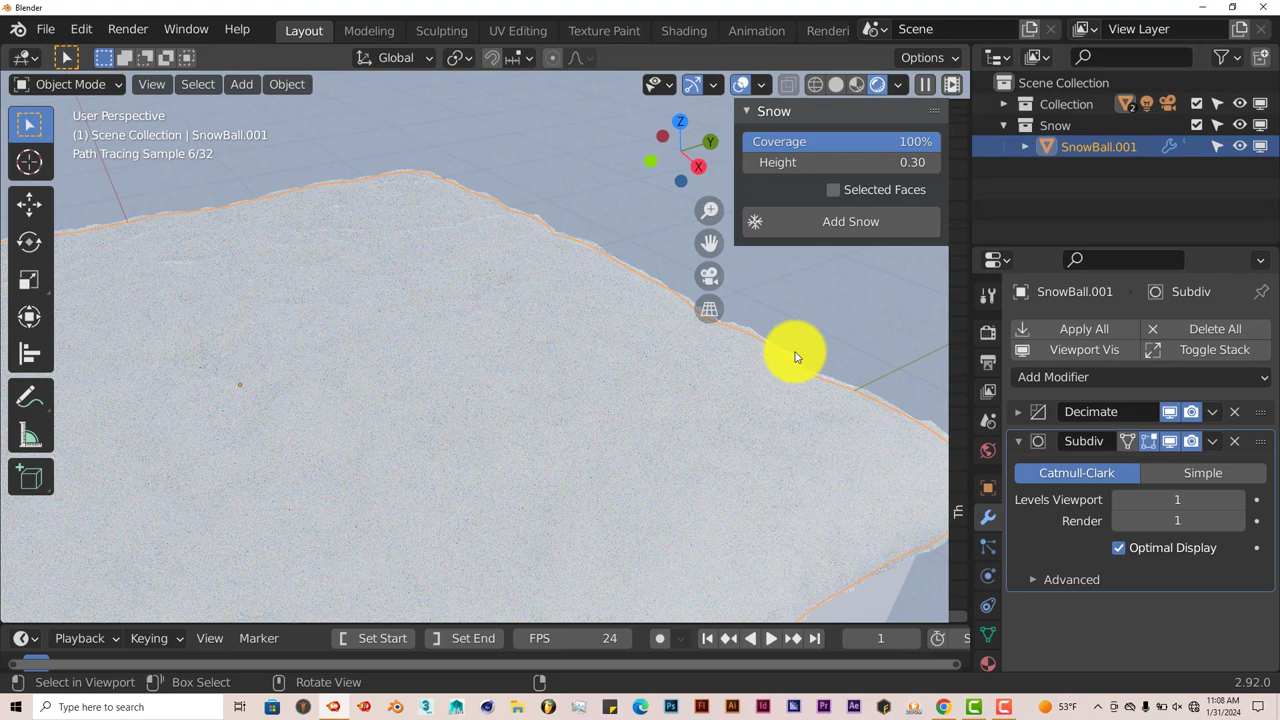 Blender
File Edit Render Window Help
Layout Modeling Sculpting UV Editing Texture Paint Shading Animation Renderi
Scene
View Layer
Global
Options
Object Mode View Select Add Object
User Perspective
(1) Scene Collection | SnowBall.001
Path Tracing Sample 6/32
Z
Y
X
Snow
Coverage 100%
Height 0.30
Selected Faces
Add Snow
Th
Scene Collection
Collection 2
Snow
SnowBall.001
SnowBall.001 Subdiv
Apply All Delete All
Viewport Vis Toggle Stack
Add Modifier
Decimate
Subdiv
Catmull-Clark Simple
Levels Viewport 1
Render 1
Optimal Display
Advanced
Playback Keying View Marker Set Start Set End FPS 24 1 S
Select in Viewport Box Select Rotate View 2.92.0
Type here to search
53°F
11:08 AM
1/31/2024